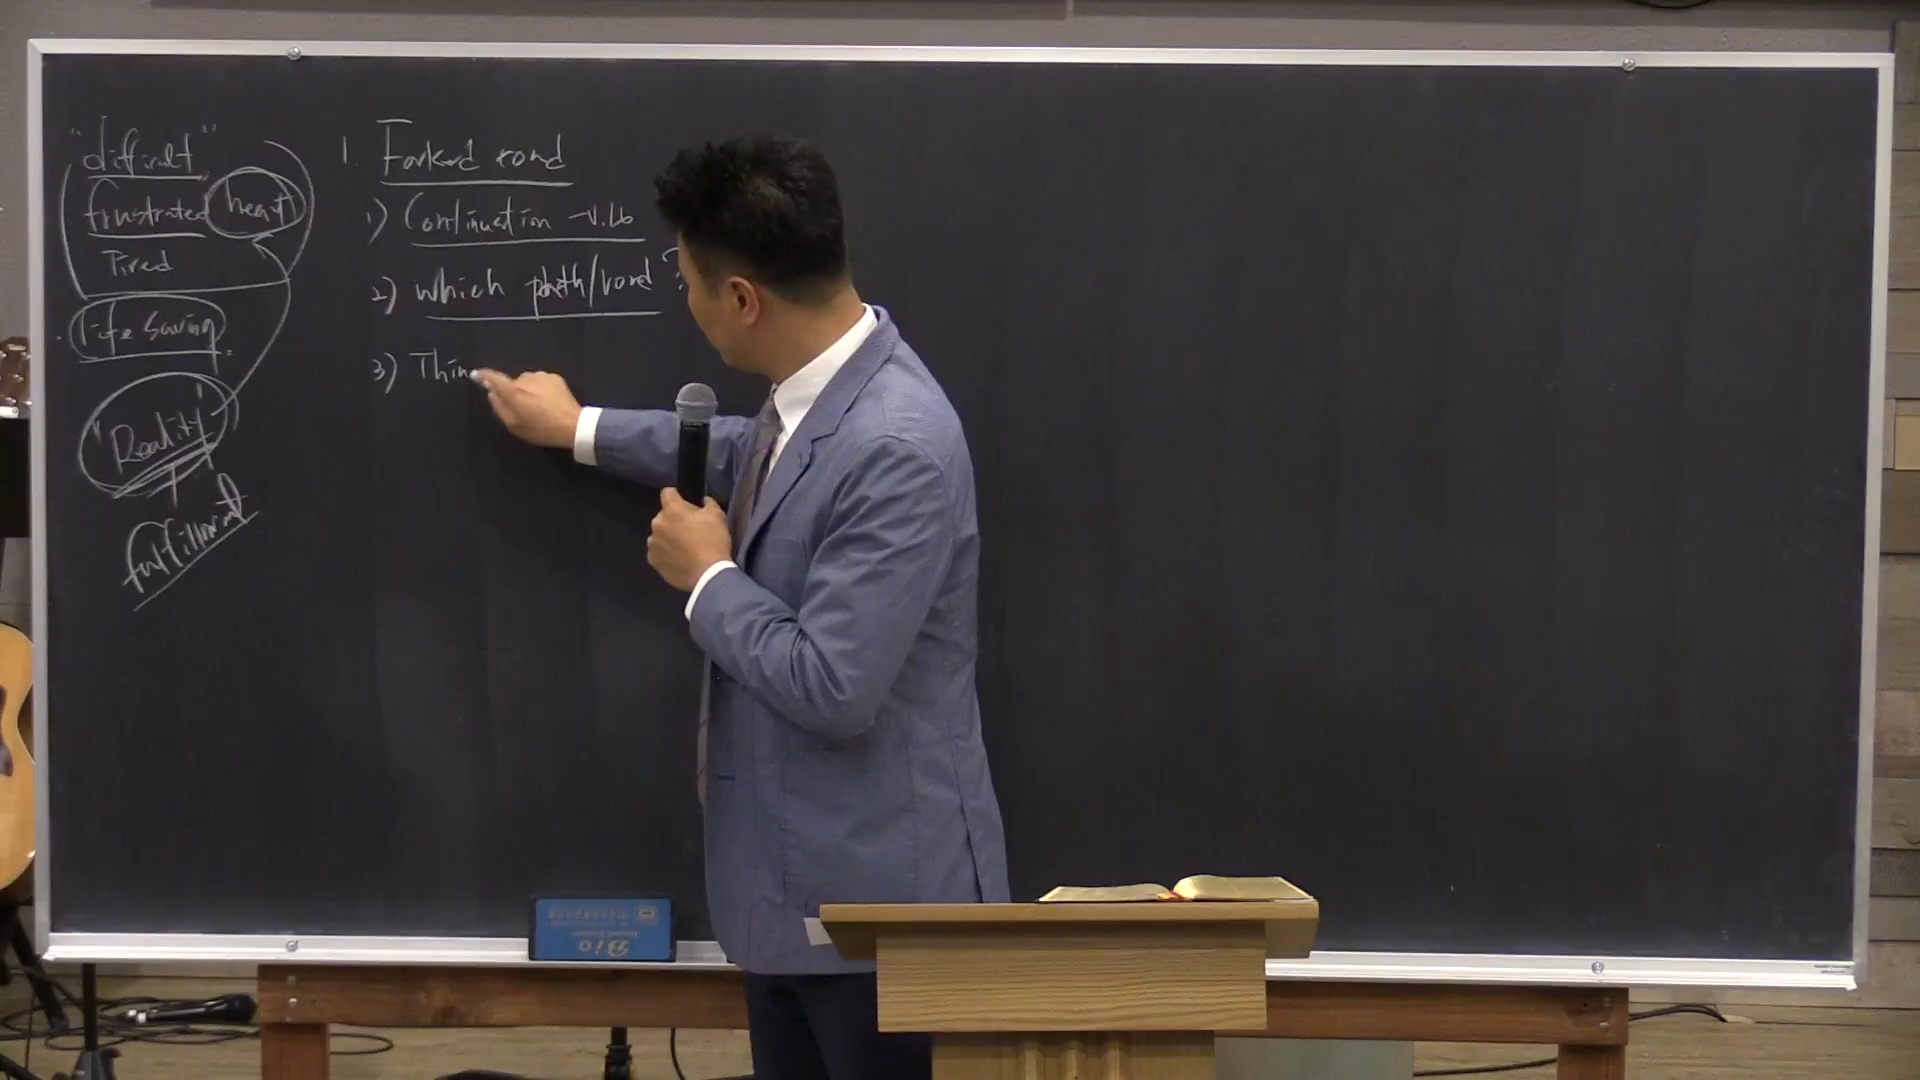 "difficult"
frustrated heart
Tired
Life saving
"Reality"
fulfillment
1. Forked road
1) Continuation -v.16
2) which path/road?
3) Thin